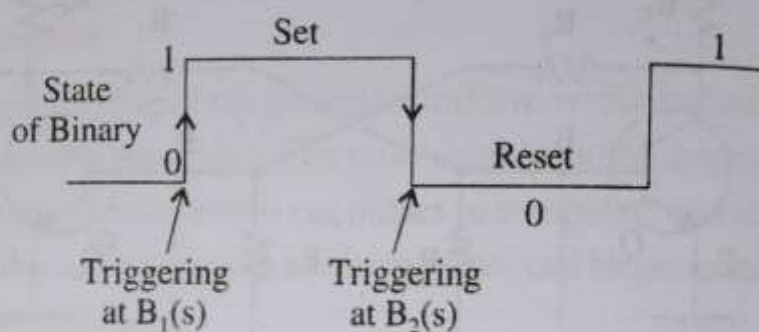 Set
1
1
State
of Binary
0
Reset
0
Triggering
at B₁(s)
Triggering
at B₂(s)